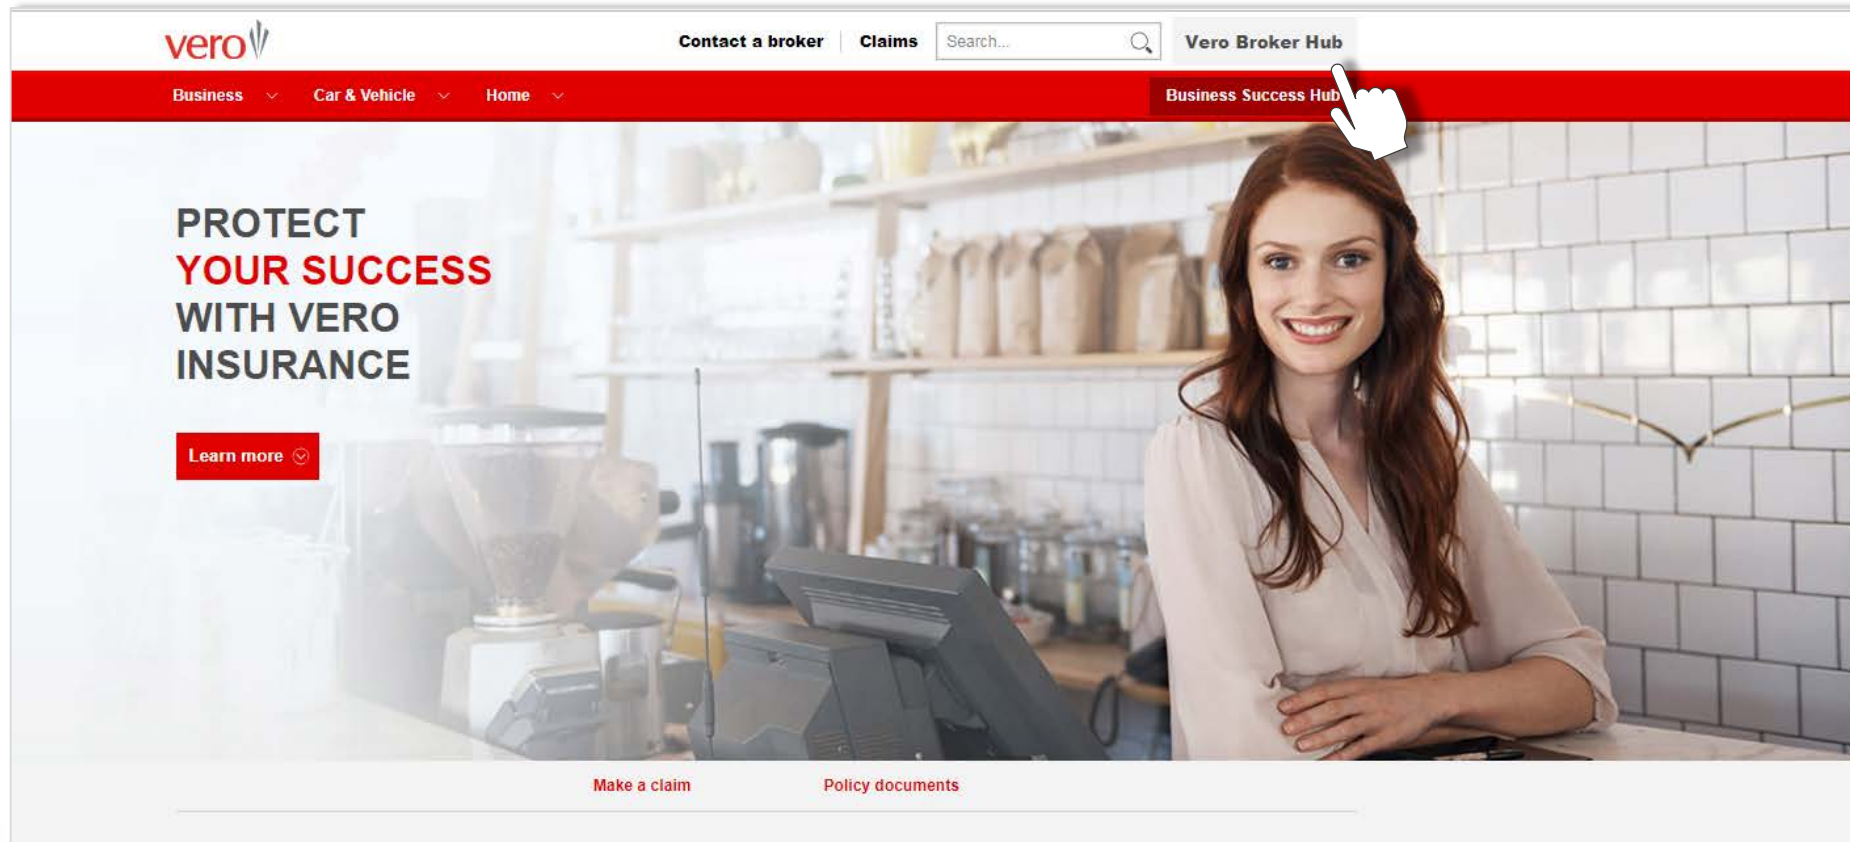 vero
Contact a broker
Claims
Search...
Vero Broker Hub
Business
Car & Vehicle
Home
Business Success Hub
PROTECT
YOUR SUCCESS
WITH VERO
INSURANCE
Learn more
Make a claim
Policy documents